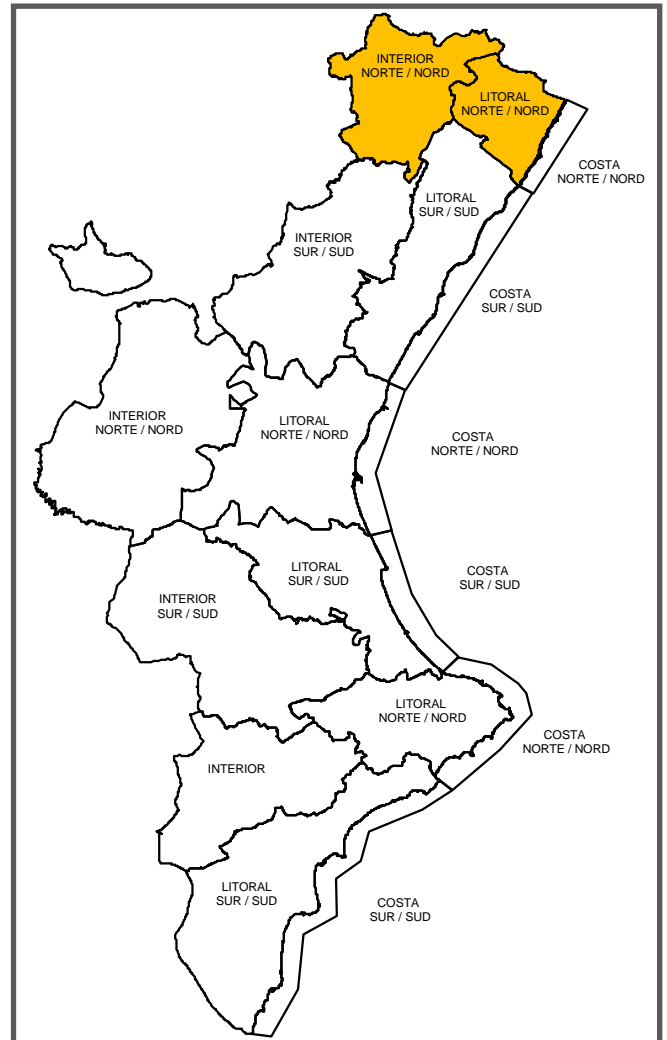 INTERIOR
NORTE / NORD
LITORAL
NORTE / NORD
COSTA
NORTE / NORD
LITORAL
SUR / SUD
INTERIOR
SUR / SUD
COSTA
SUR / SUD
INTERIOR
NORTE / NORD
LITORAL
NORTE / NORD
COSTA
NORTE / NORD
LITORAL
SUR / SUD
COSTA
SUR / SUD
INTERIOR
SUR / SUD
LITORAL
NORTE / NORD
COSTA
NORTE / NORD
INTERIOR
LITORAL
SUR / SUD
COSTA
SUR / SUD